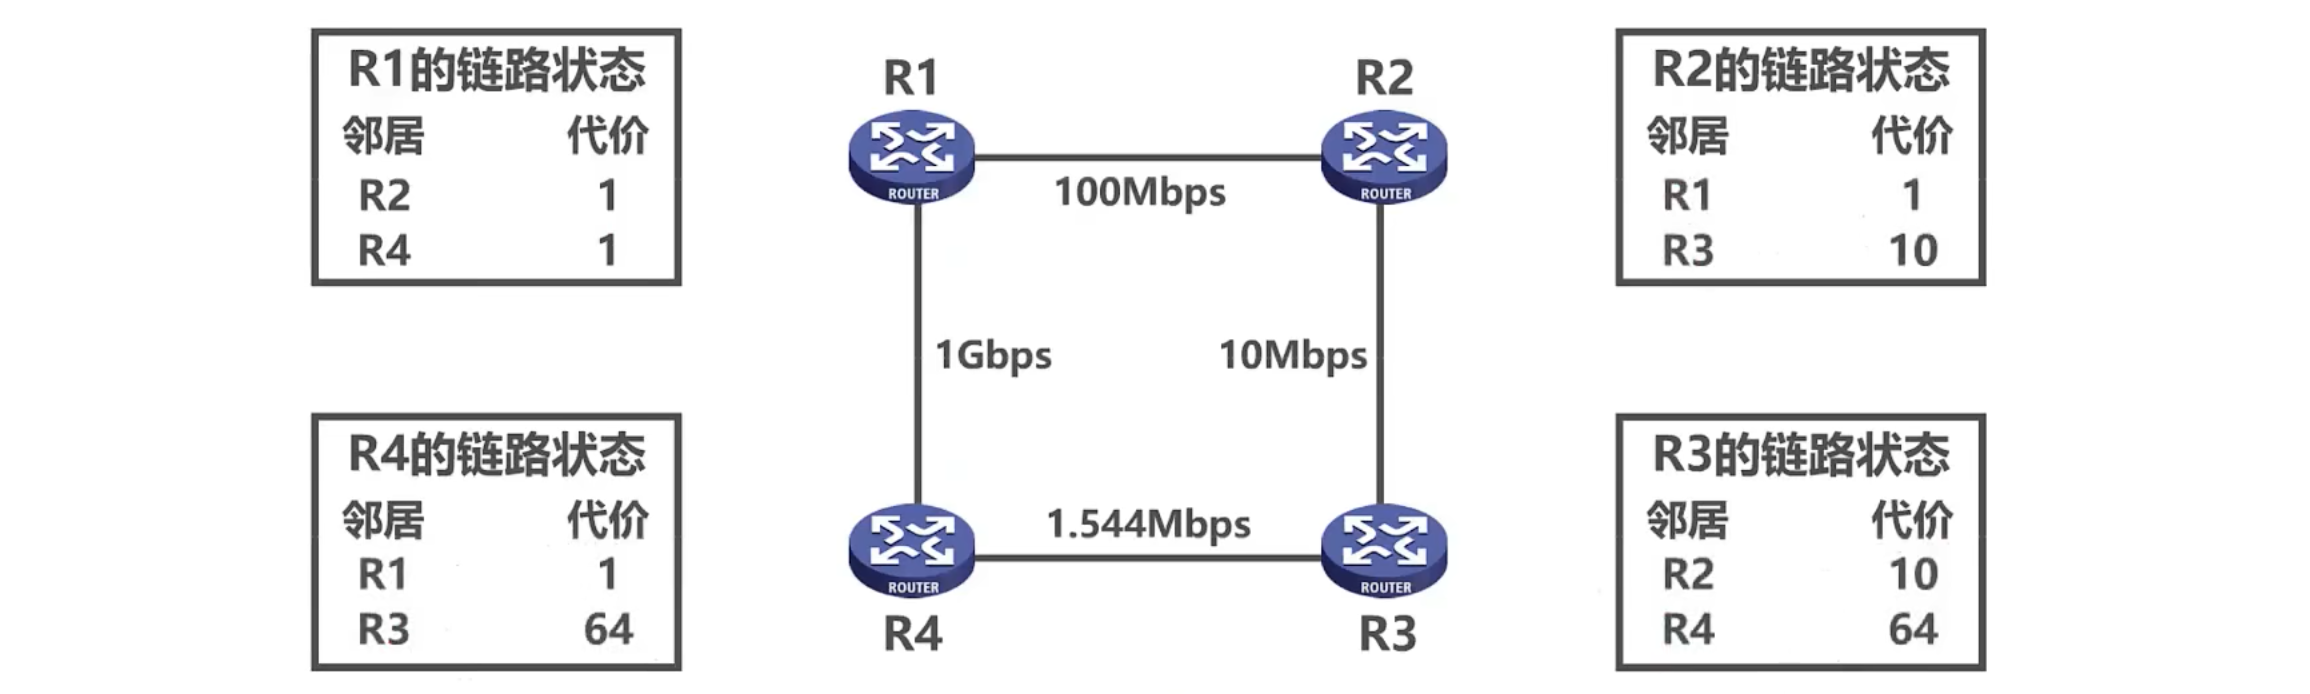 R1的链路状态
邻居 代价
R2 1
R4 1
R1
ROUTER
100Mbps
R2
ROUTER
R2的链路状态
邻居 代价
R1 1
R3 10
1Gbps
10Mbps
R4的链路状态
邻居 代价
R1 1
R3 64
ROUTER
R4
1.544Mbps
ROUTER
R3
R3的链路状态
邻居 代价
R2 10
R4 64